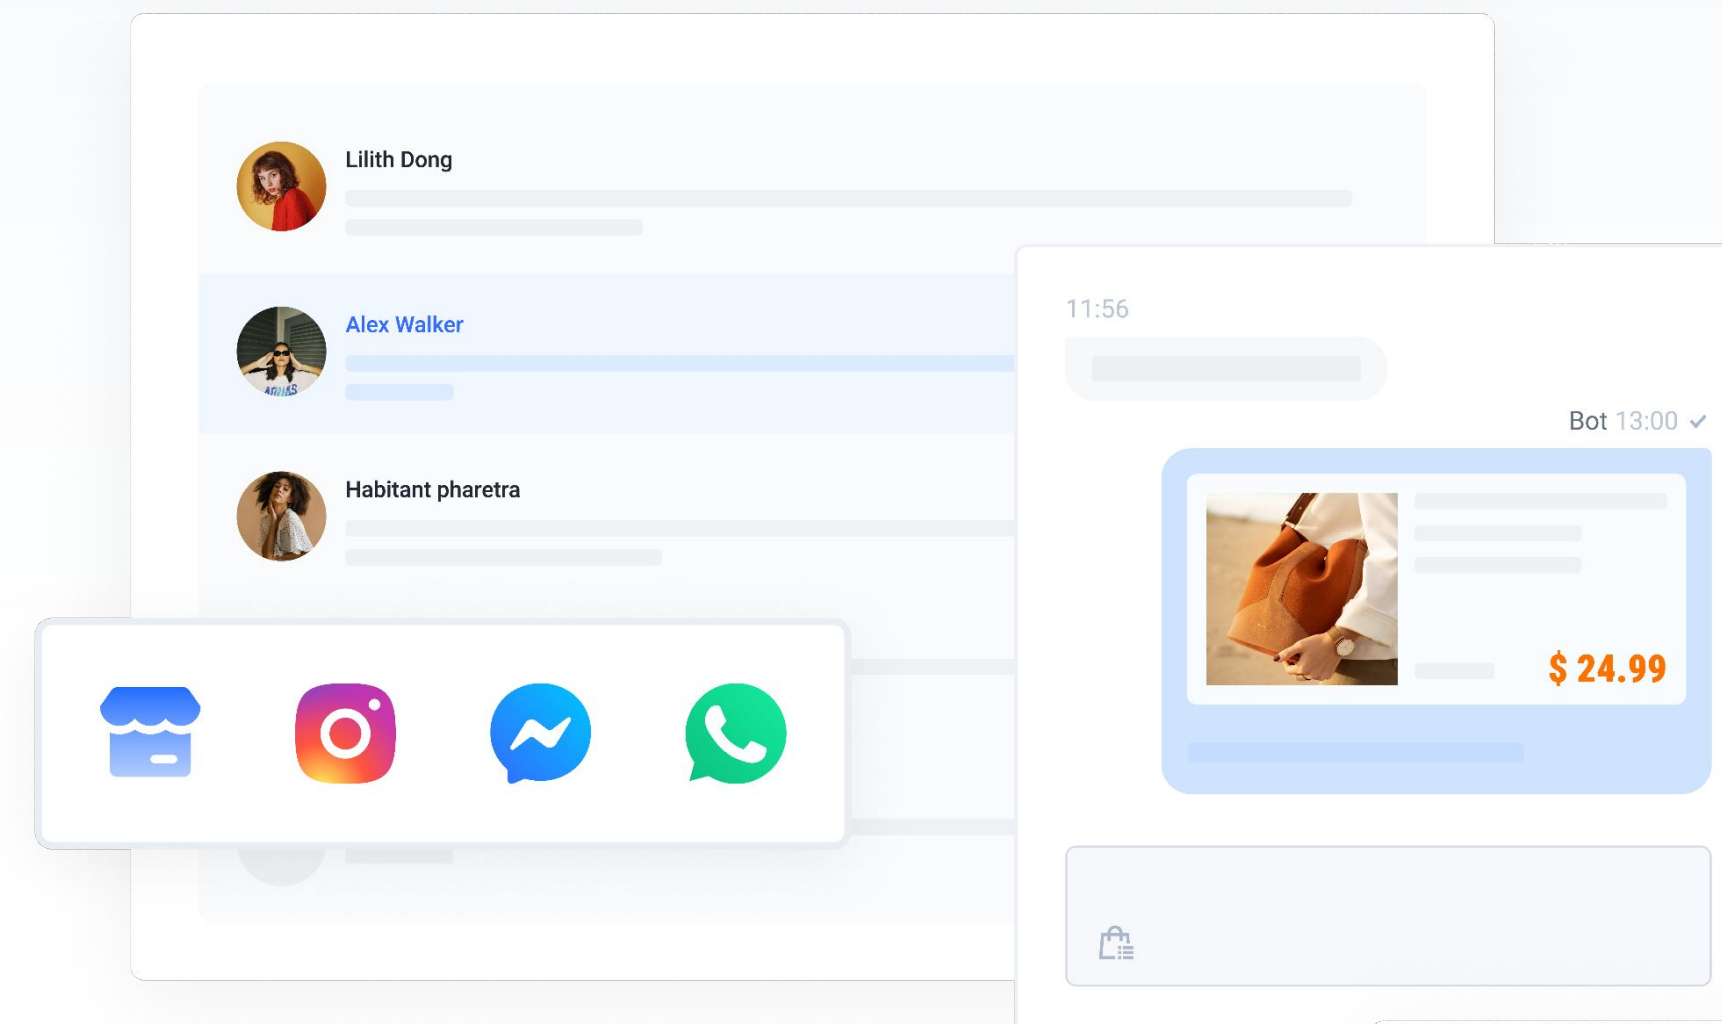 Lilith Dong
Alex Walker
Habitant pharetra
11:56
Bot 13:00
$ 24.99